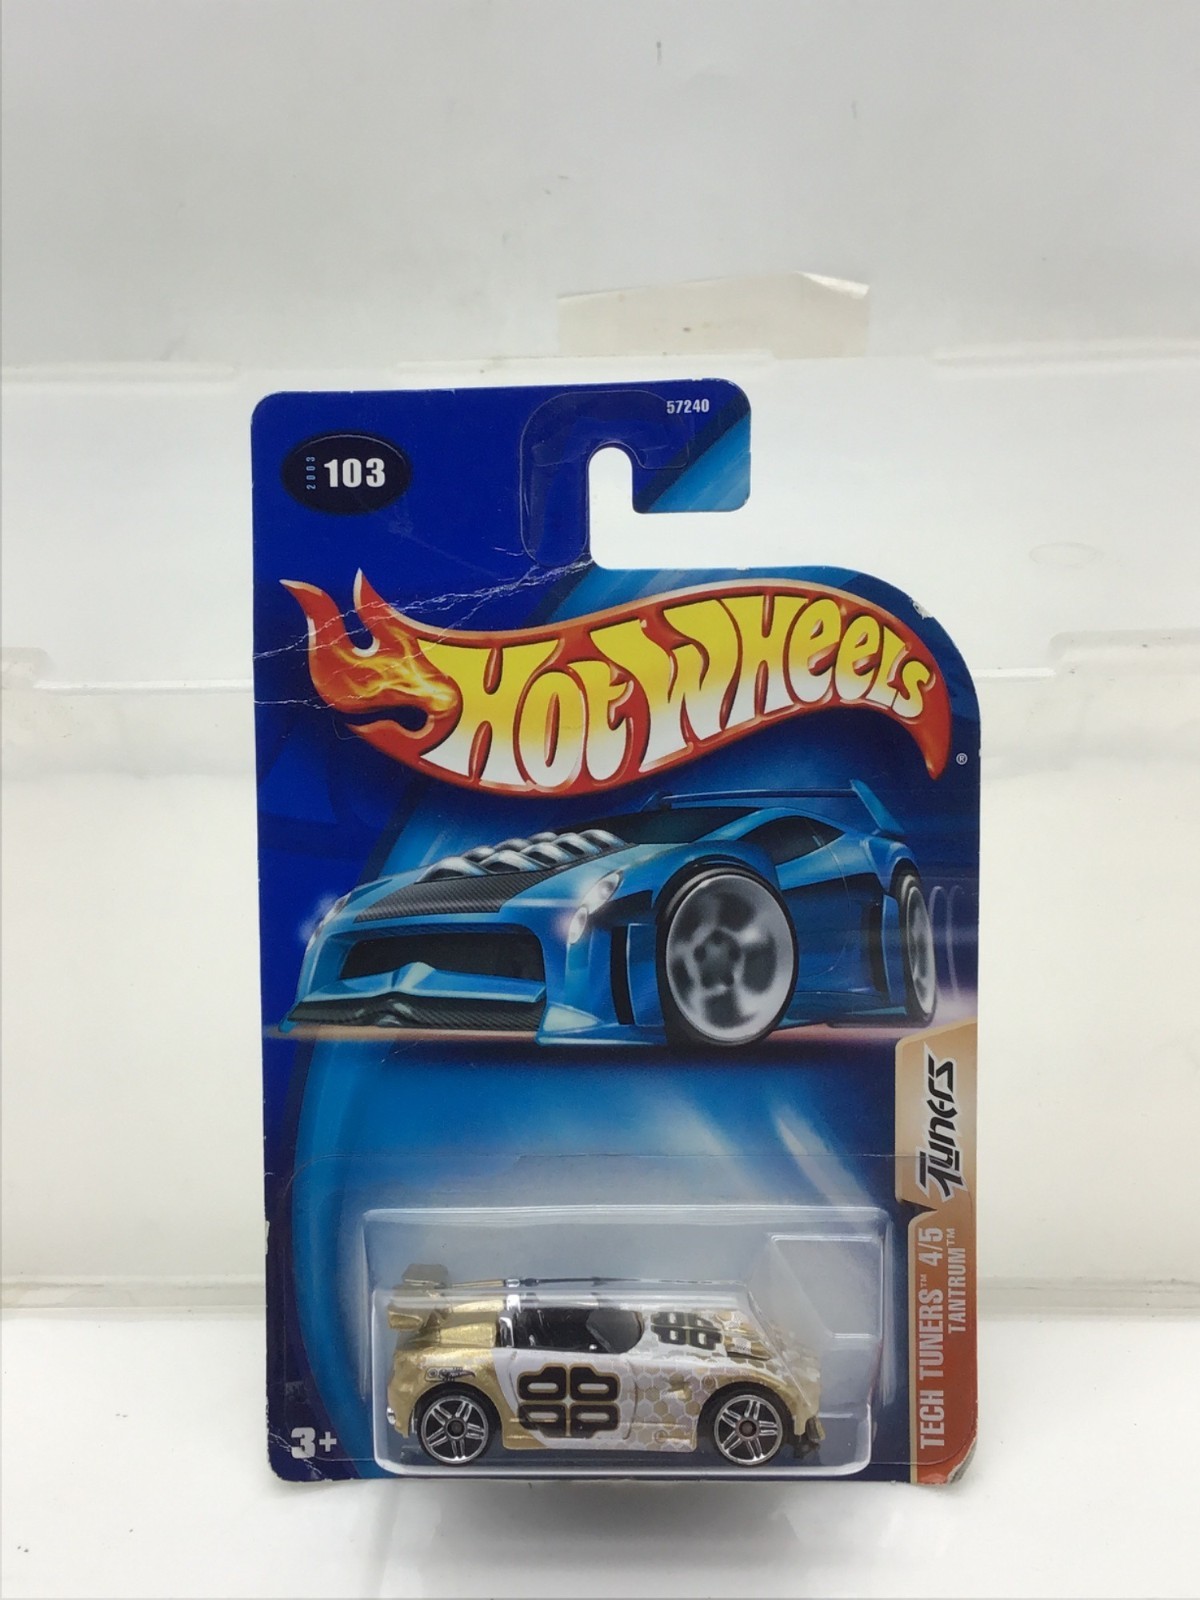 57240
2003 103
Hot Wheels
®
Tuners
TECH TUNERS™ 4/5
TANTRUM™
3+